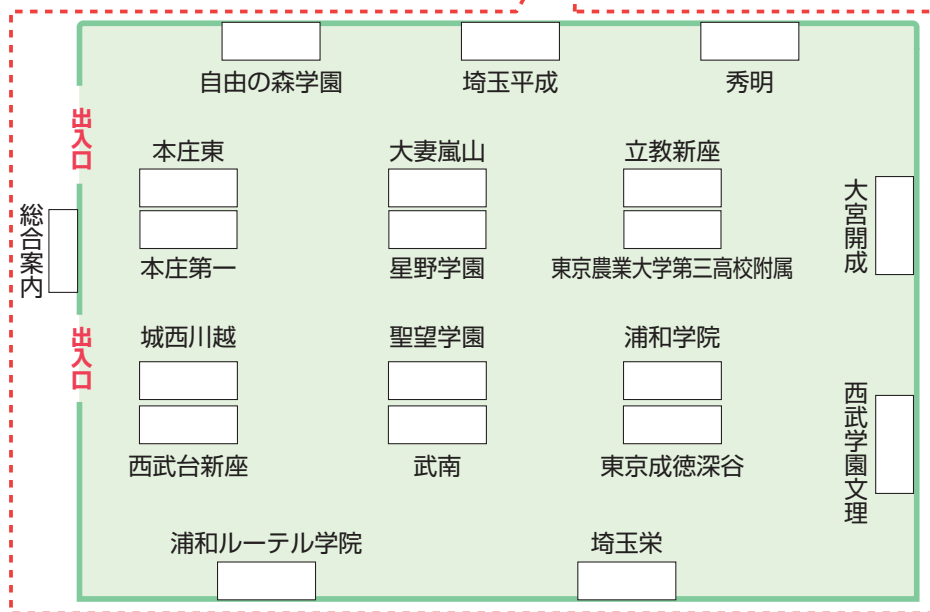 自由の森学園
埼玉平成
秀明
出入口
本庄東
大妻嵐山
立教新座
総合案内
大宮開成
本庄第一
星野学園
東京農業大学第三高校附属
出入口
城西川越
聖望学園
浦和学院
西武学園文理
西武台新座
武南
東京成徳深谷
浦和ルーテル学院
埼玉栄